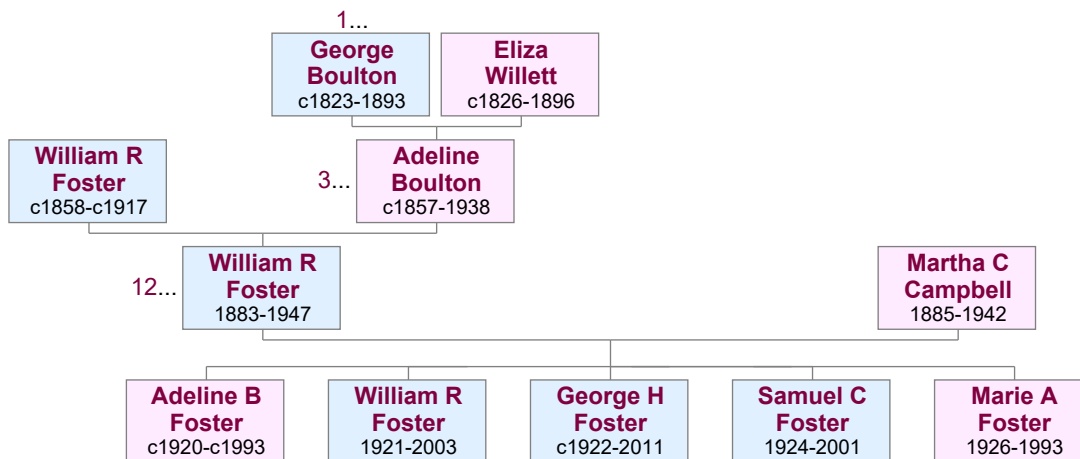 1...
George
Boulton
c1823-1893
Eliza
Willett
c1826-1896
William R
Foster
c1858-c1917
3...
Adeline
Boulton
c1857-1938
12...
William R
Foster
1883-1947
Martha C
Campbell
1885-1942
Adeline B
Foster
c1920-c1993
William R
Foster
1921-2003
George H
Foster
c1922-2011
Samuel C
Foster
1924-2001
Marie A
Foster
1926-1993